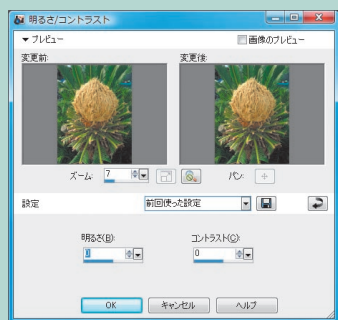 明るさ/コントラスト
▼プレビュー 画像のプレビュー
変更前: 変更後:
ズーム: 7 パン:
設定 前回使った設定
明るさ(B): コントラスト(C):
0 0
OK キャンセル ヘルプ